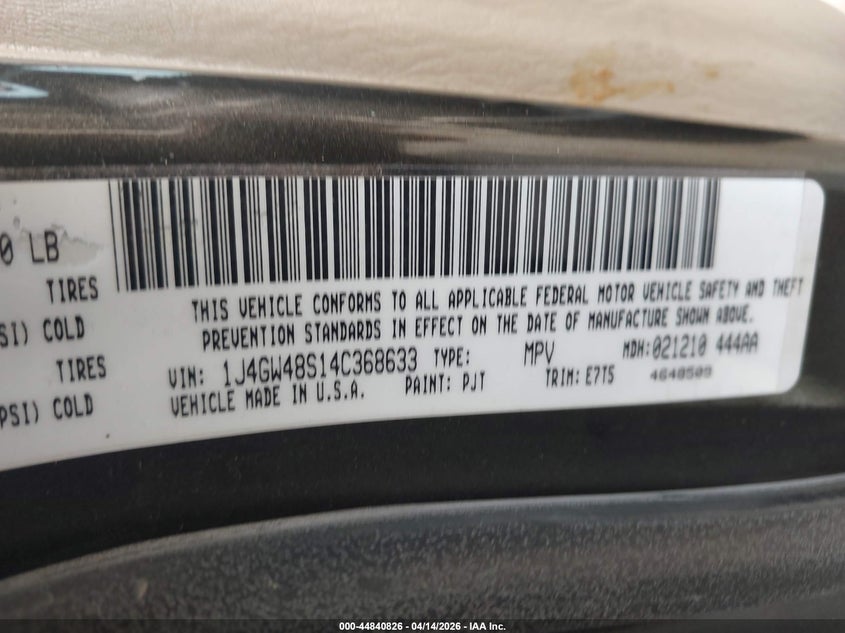 0 LB
TIRES
SI) COLD
TIRES
PSI) COLD
THIS VEHICLE CONFORMS TO ALL APPLICABLE FEDERAL MOTOR VEHICLE SAFETY AND THEFT
PREVENTION STANDARDS IN EFFECT ON THE DATE OF MANUFACTURE SHOWN ABOVE.
VIN: 1J4GW48S14C368633 TYPE: MPV MDH:021210 444AA
VEHICLE MADE IN U.S.A. PAINT: PJT TRIM: E7T5 4648509
000-44840826 - 04/14/2026 - IAA Inc.